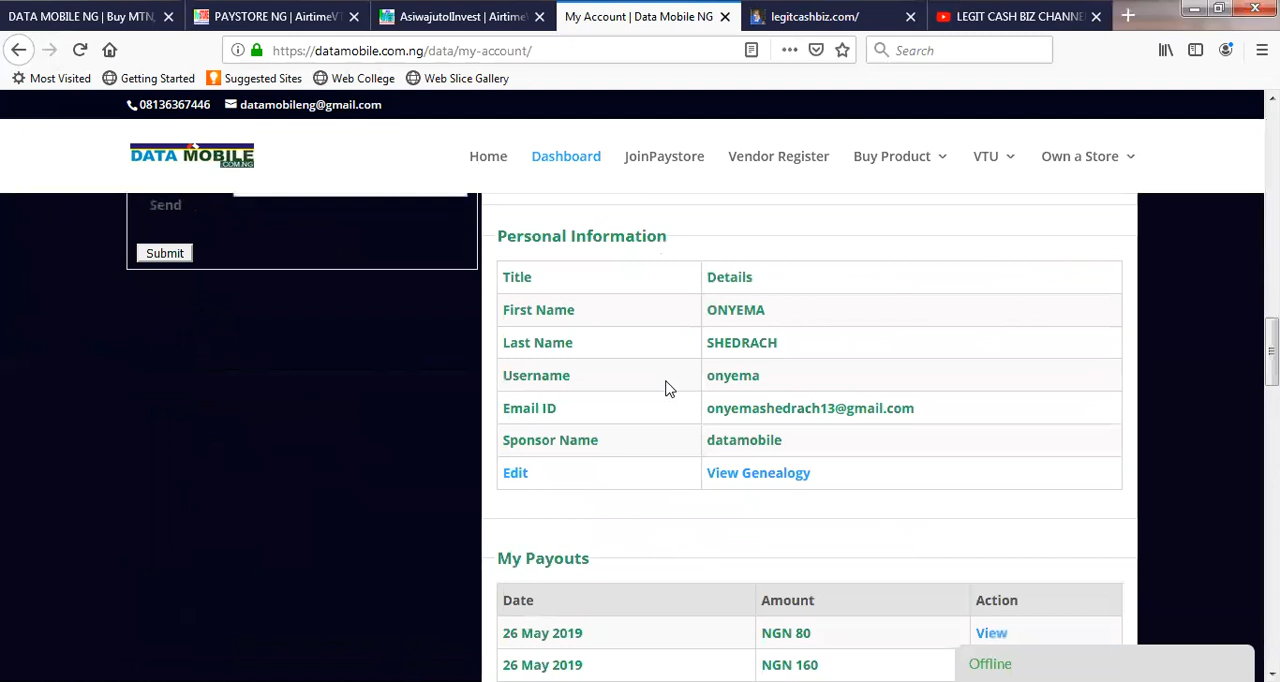 DATA MOBILE NG | Buy MTN, PAYSTORE NG | AirtimeVT AsiwajutoInvest | Airtime My Account | Data Mobile NG legitcashbiz.com/ LEGIT CASH BIZ CHANNE
https://datamobile.com.ng/data/my-account/ Search
Most Visited Getting Started Suggested Sites Web College Web Slice Gallery
08136367446 datamobileng@gmail.com
DATA MOBILE
.COM.NG
Home Dashboard JoinPaystore Vendor Register Buy Product VTU Own a Store
Send
Submit
Personal Information
Title Details
First Name ONYEMA
Last Name SHEDRACH
Username onyema
Email ID onyemashedrach13@gmail.com
Sponsor Name datamobile
Edit View Genealogy
My Payouts
Date Amount Action
26 May 2019 NGN 80 View
26 May 2019 NGN 160
Offline